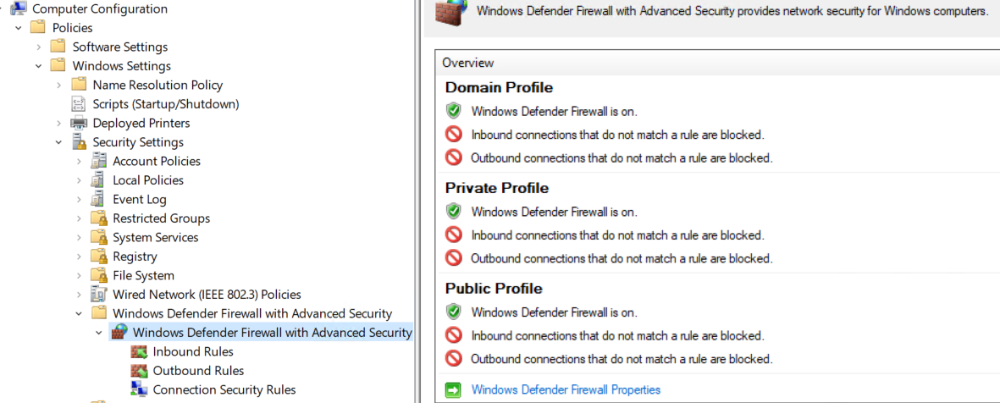 Computer Configuration
Policies
Software Settings
Windows Settings
Name Resolution Policy
Scripts (Startup/Shutdown)
Deployed Printers
Security Settings
Account Policies
Local Policies
Event Log
Restricted Groups
System Services
Registry
File System
Wired Network (IEEE 802.3) Policies
Windows Defender Firewall with Advanced Security
Windows Defender Firewall with Advanced Security
Inbound Rules
Outbound Rules
Connection Security Rules
Windows Defender Firewall with Advanced Security provides network security for Windows computers.
Overview
Domain Profile
Windows Defender Firewall is on.
Inbound connections that do not match a rule are blocked.
Outbound connections that do not match a rule are blocked.
Private Profile
Windows Defender Firewall is on.
Inbound connections that do not match a rule are blocked.
Outbound connections that do not match a rule are blocked.
Public Profile
Windows Defender Firewall is on.
Inbound connections that do not match a rule are blocked.
Outbound connections that do not match a rule are blocked.
Windows Defender Firewall Properties